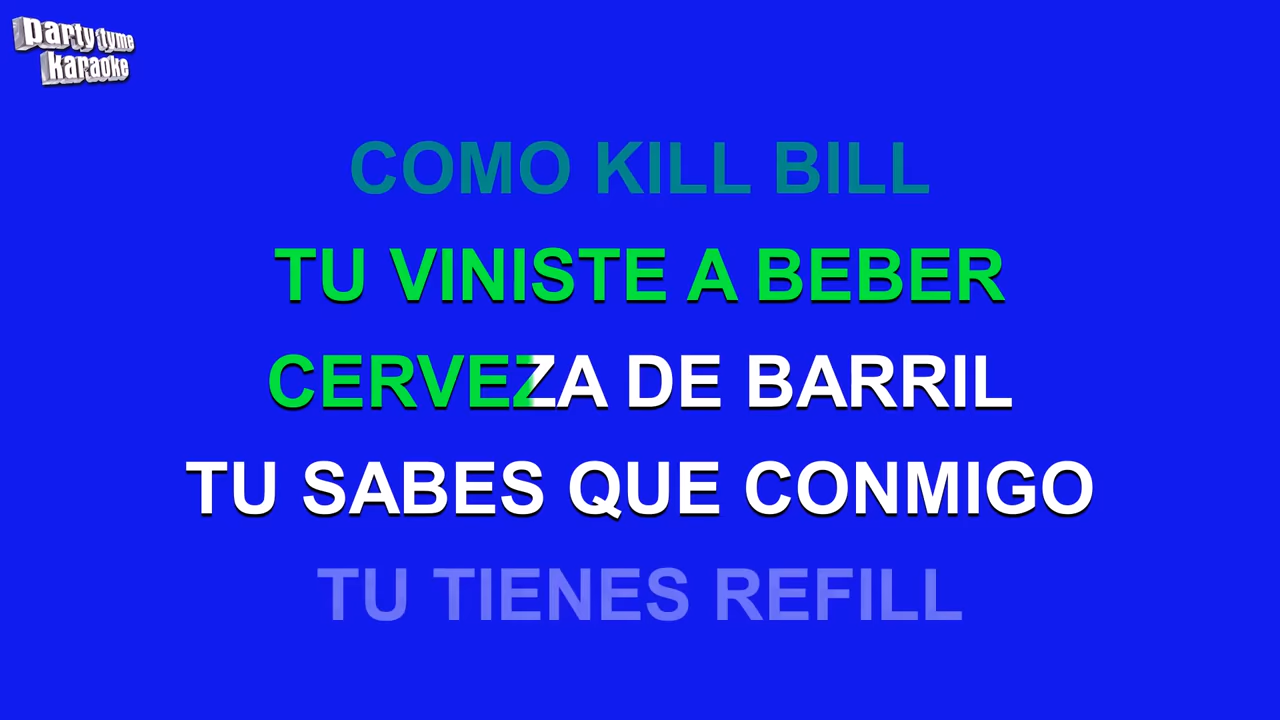 party tyme
karaoke
COMO KILL BILL
TU VINISTE A BEBER
CERVEZA DE BARRIL
TU SABES QUE CONMIGO
TU TIENES REFILL